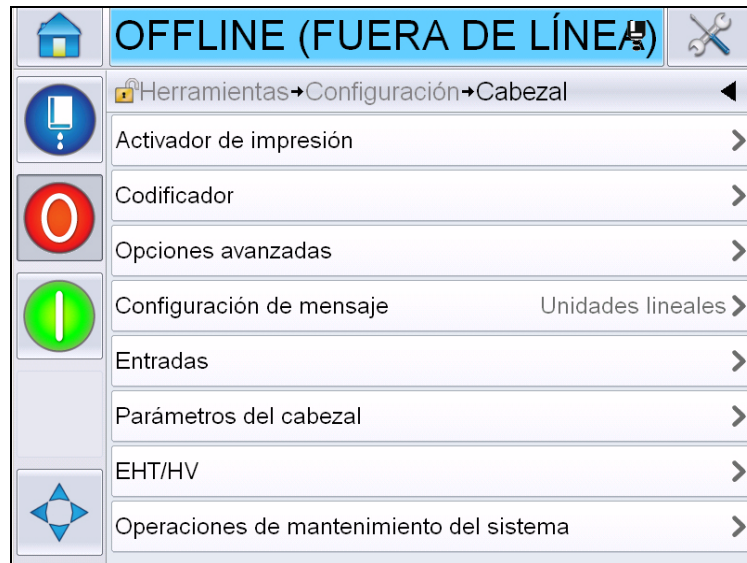 OFFLINE (FUERA DE LÍNEA)
Herramientas→Configuración→Cabezal
Activador de impresión
Codificador
Opciones avanzadas
Configuración de mensaje Unidades lineales
Entradas
Parámetros del cabezal
EHT/HV
Operaciones de mantenimiento del sistema